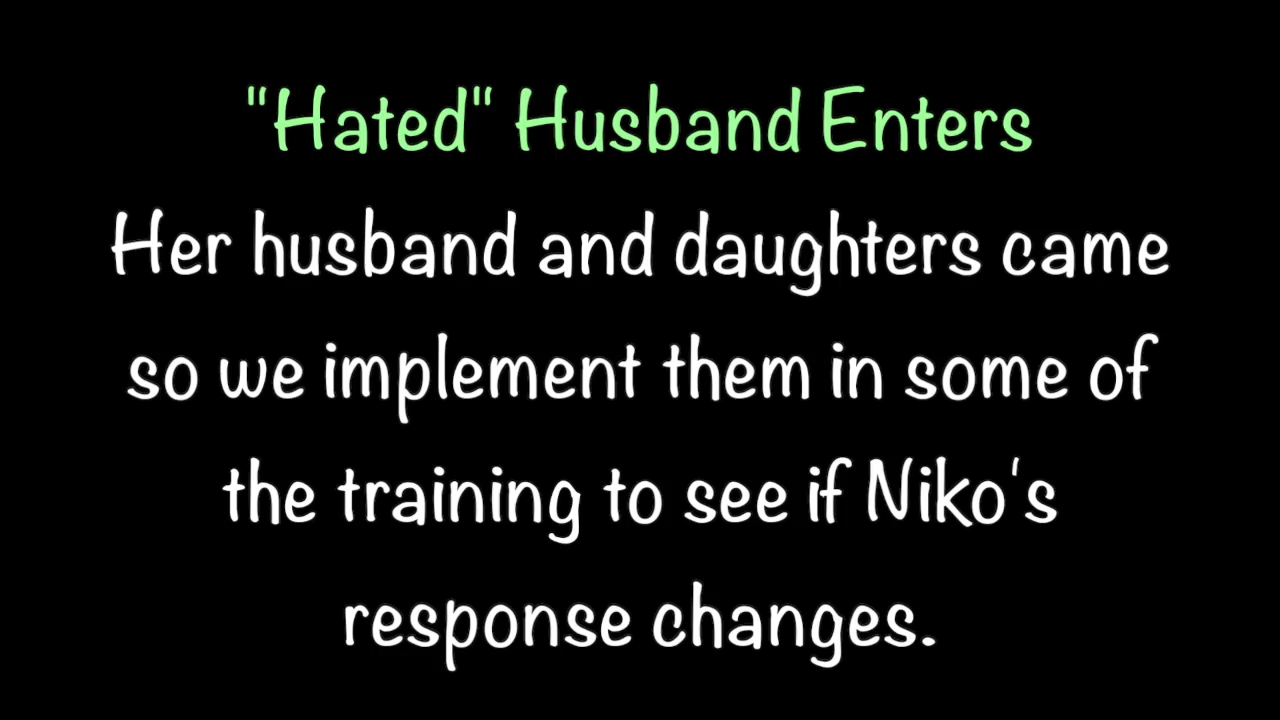 "Hated" Husband Enters
Her husband and daughters came
so we implement them in some of
the training to see if Niko's
response changes.